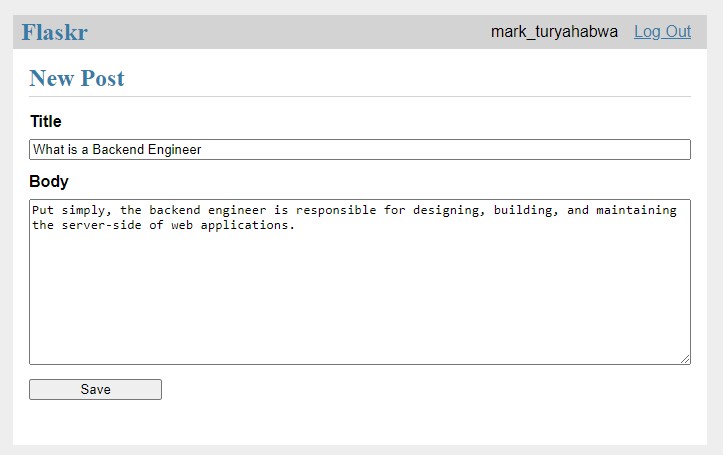 Flaskr
mark_turyahabwa
Log Out
New Post
Title
What is a Backend Engineer
Body
Put simply, the backend engineer is responsible for designing, building, and maintaining
the server-side of web applications.
Save